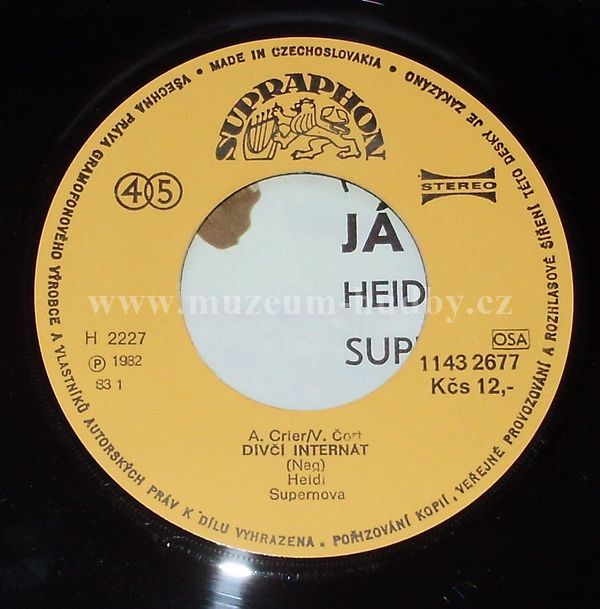 VŠECHNA PRÁVA GRAMOFONOVÉHO VÝROBCE A VLASTNÍKŮ AUTORSKÝCH PRÁV K DÍLU VYHRAZENA. POŘIZOVÁNÍ KOPIÍ, VEŘEJNÉ PROVOZOVÁNÍ A ROZHLASOVÉ ŠÍŘENÍ TÉTO DESKY JE ZAKÁZÁNO • MADE IN CZECHOSLOVAKIA •
SUPRAPHON
45
STEREO
JÁ
HEID
SUP
www.muzeum-hudby.cz
H 2227
Ⓟ 1982
83 1
OSA
1143 2677
Kčs 12,-
A. Crier/V. Čort
DÍVČÍ INTERNÁT
(Nag)
Heidi
Supernova